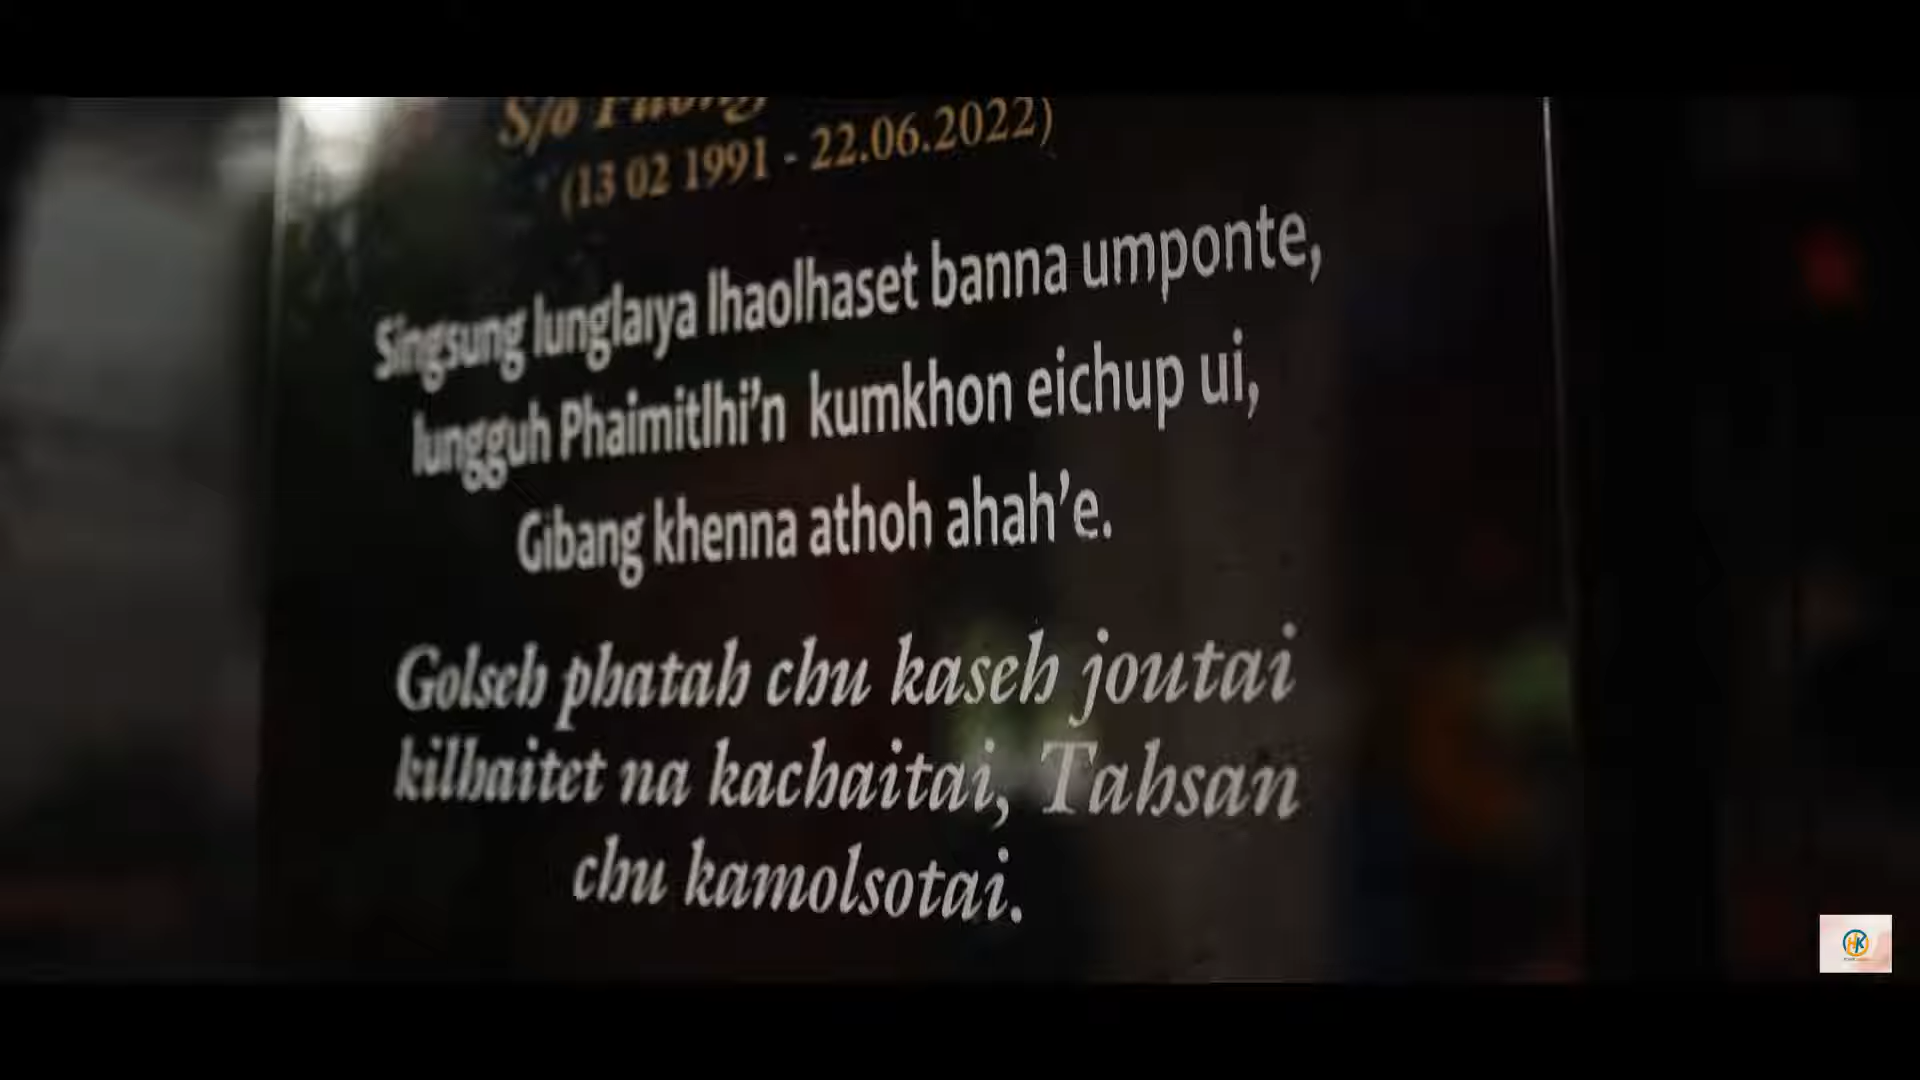 S/o
(13 02 1991 - 22.06.2022)
Singsung lunglaiya lhaolhaset banna umponte,
lungguh Phaimitlhi’n kumkhon eichup ui,
Gibang khenna athoh ahah’e.
Golseh phatah chu kaseh joutai
kilhaitet na kachaitai, Tahsan
chu kamolsotai.
HK